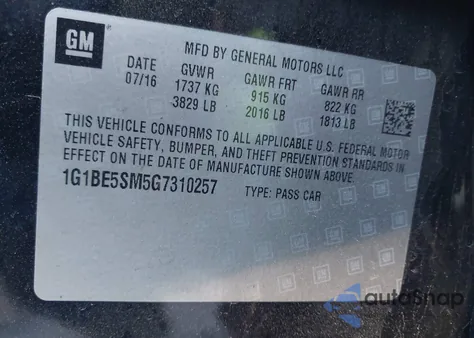 GM
MFD BY GENERAL MOTORS LLC
DATE GVWR GAWR FRT GAWR RR
07/16 1737 KG 915 KG 822 KG
3829 LB 2016 LB 1813 LB
THIS VEHICLE CONFORMS TO ALL APPLICABLE U.S. FEDERAL MOTOR
VEHICLE SAFETY, BUMPER, AND THEFT PREVENTION STANDARDS IN
EFFECT ON THE DATE OF MANUFACTURE SHOWN ABOVE.
1G1BE5SM5G7310257 TYPE: PASS CAR
autoSnap